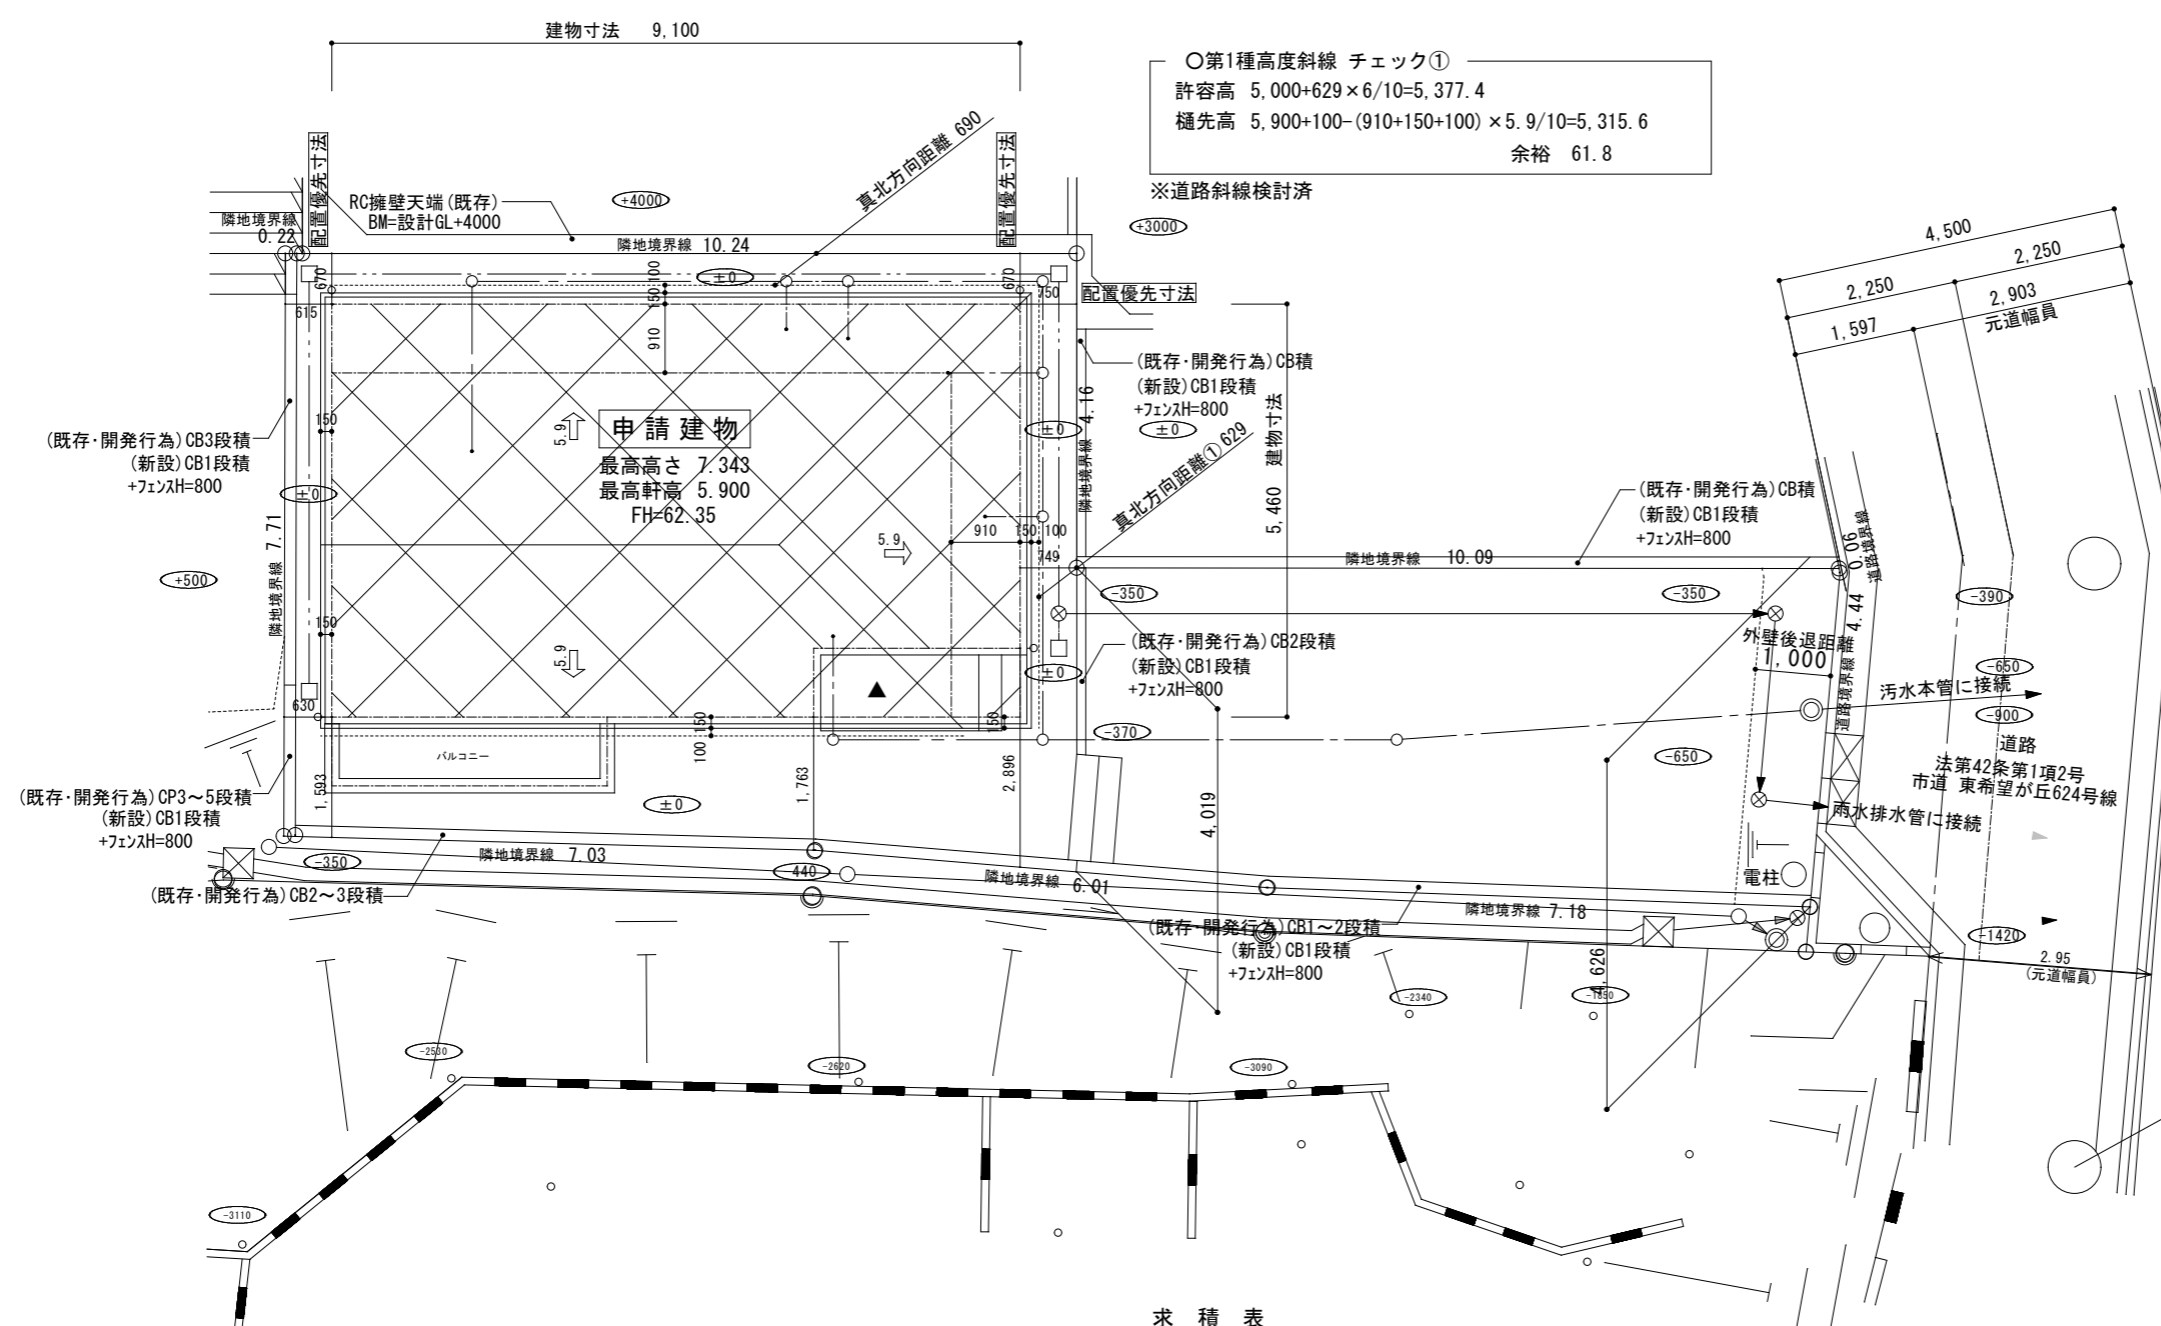 建物寸法 9,100
○第1種高度斜線 チェック①
許容高 5,000+629×6/10=5,377.4
樋先高 5,900+100-(910+150+100)×5.9/10=5,315.6
余裕 61.8
※道路斜線検討済
配置優先寸法
配置優先寸法
真北方向距離 690
RC擁壁天端(既存)
BM=設計GL+4000
+4000
+3000
隣地境界線
0.22
隣地境界線 10.24
±0
670
100
150
910
670
750
615
配置優先寸法
4,500
2,250
2,250
2,903
元道幅員
1,597
(既存・開発行為)CB積
(新設)CB1段積
+フェンスH=800
隣地境界線 4.16
±0
±0
5,460 建物寸法
真北方向距離① 629
(既存・開発行為)CB3段積
(新設)CB1段積
+フェンスH=800
±0
150
5.9
申請建物
最高高さ 7.343
最高軒高 5.900
FH=62.35
5.9
910
150
100
749
(既存・開発行為)CB積
(新設)CB1段積
+フェンスH=800
隣地境界線 7.71
+500
隣地境界線 10.09
道路境界線
0.06
-350
-350
-390
150
5.9
(既存・開発行為)CB2段積
(新設)CB1段積
+フェンスH=800
±0
外壁後退距離
1,000
道路境界線 4.44
-650
汚水本管に接続
-900
630
150
100
150
-370
-650
道路
法第42条第1項2号
市道 東希望が丘624号線
バルコニー
1,593
1,763
2,896
4,019
±0
(既存・開発行為)CP3～5段積
(新設)CB1段積
+フェンスH=800
雨水排水管に接続
-350
隣地境界線 7.03
440
隣地境界線 6.01
電柱
(既存・開発行為)CB2～3段積
隣地境界線 7.18
(既存・開発行為)CB1～2段積
(新設)CB1段積
+フェンスH=800
4,626
-1420
2.95
(元道幅員)
-2340
-1850
-2530
-2620
-3090
-3110
求積表